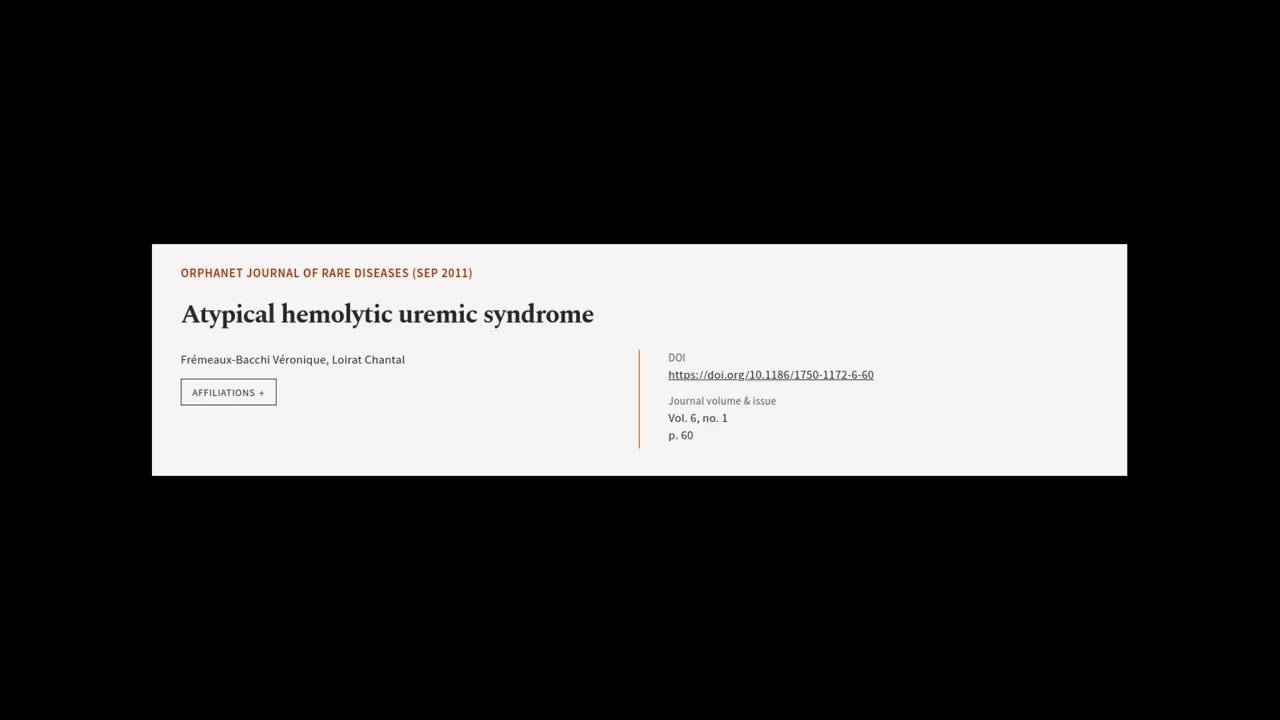 ORPHANET JOURNAL OF RARE DISEASES (SEP 2011)
Atypical hemolytic uremic syndrome
Frémeaux-Bacchi Véronique, Loirat Chantal
AFFILIATIONS +
DOI
https://doi.org/10.1186/1750-1172-6-60
Journal volume & issue
Vol. 6, no. 1
p. 60